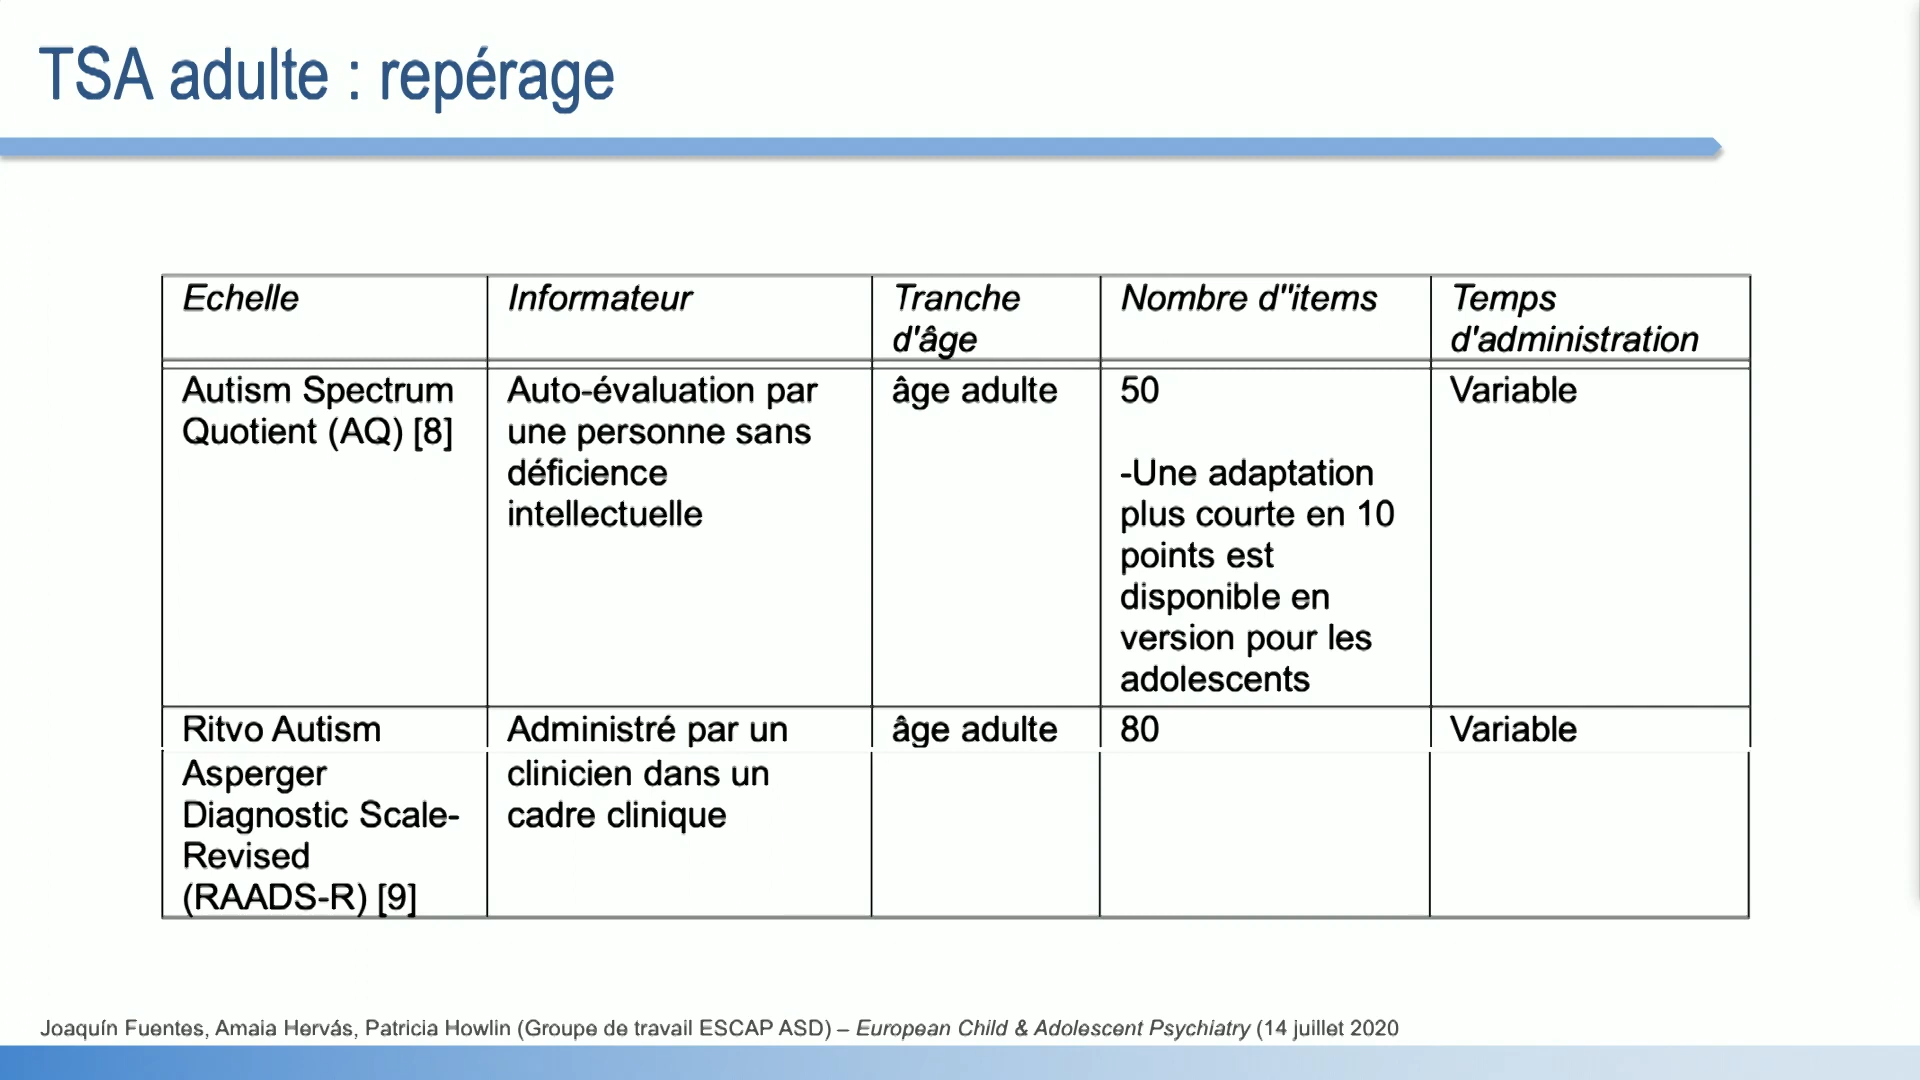 TSA adulte : repérage
Echelle
Informateur
Tranche
d'âge
Nombre d''items
Temps
d'administration
Autism Spectrum
Quotient (AQ) [8]
Auto-évaluation par
une personne sans
déficience
intellectuelle
âge adulte
50
-Une adaptation
plus courte en 10
points est
disponible en
version pour les
adolescents
Variable
Ritvo Autism
Asperger
Diagnostic Scale-
Revised
(RAADS-R) [9]
Administré par un
clinicien dans un
cadre clinique
âge adulte
80
Variable
Joaquín Fuentes, Amaia Hervás, Patricia Howlin (Groupe de travail ESCAP ASD) – European Child & Adolescent Psychiatry (14 juillet 2020